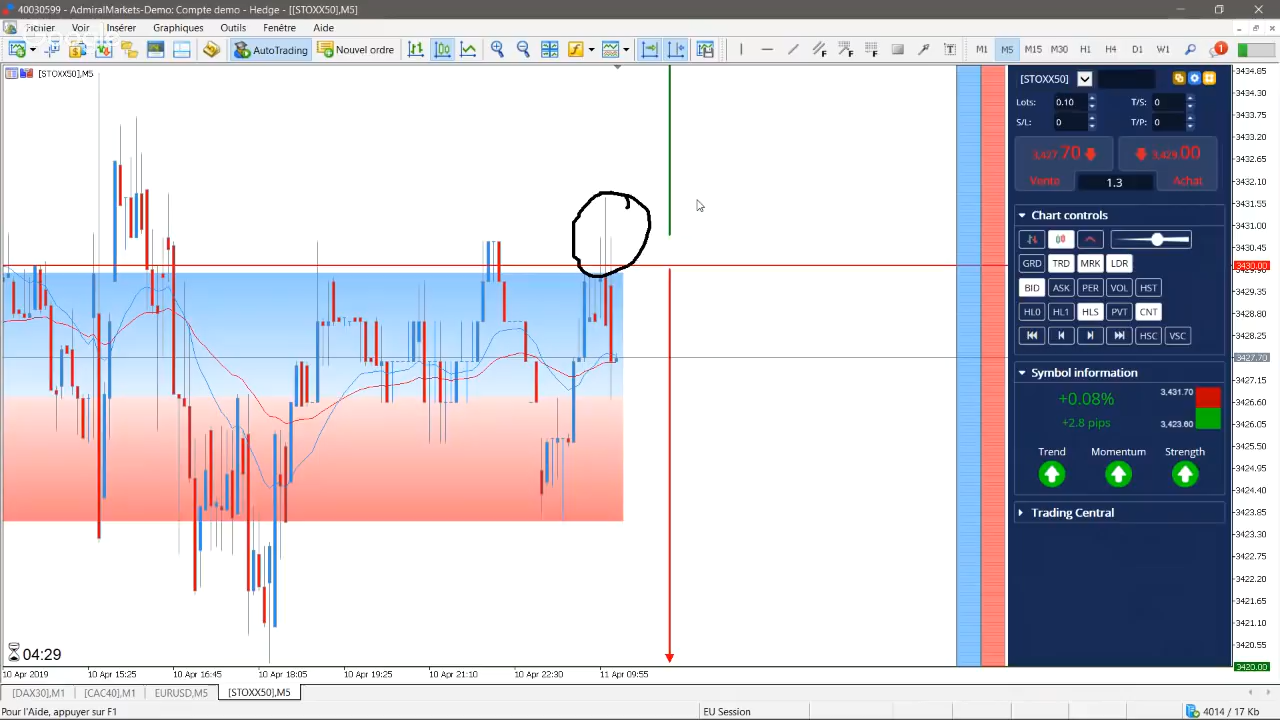 40030599 - AdmiralMarkets-Demo: Compte demo - Hedge - [[STOXX50],M5]
Fichier Voir Insérer Graphiques Outils Fenêtre Aide
AutoTrading Nouvel ordre M1 M5 M15 M30 H1 H4 D1 W1 1
[STOXX50],M5
[STOXX50]
Lots: 0.10 T/S: 0
S/L: 0 T/P: 0
3,427.70 3,429.00
Vente 1.3 Achat
Chart controls
GRD TRD MRK LDR
BID ASK PER VOL HST
HL0 HL1 HLS PVT CNT
HSC VSC
Symbol information
+0.08% 3,431.70
+2.8 pips 3,423.60
Trend Momentum Strength
Trading Central
3434.85
3434.30
3433.75
3433.20
3432.65
3432.10
3431.55
3431.00
3430.45
3430.00
3429.35
3428.80
3428.25
3427.70
3427.15
3426.60
3426.05
3425.50
3424.95
3424.40
3423.85
3423.30
3422.75
3422.20
3421.65
3421.10
3420.55
3420.00
04:29
10 Apr 2019 10 Apr 15:25 10 Apr 16:45 10 Apr 18:05 10 Apr 19:25 10 Apr 21:10 10 Apr 22:30 11 Apr 09:55
[DAX30],M1 [CAC40],M1 EURUSD,M5 [STOXX50],M5
Pour l'Aide, appuyer sur F1 EU Session 4014 / 17 Kb